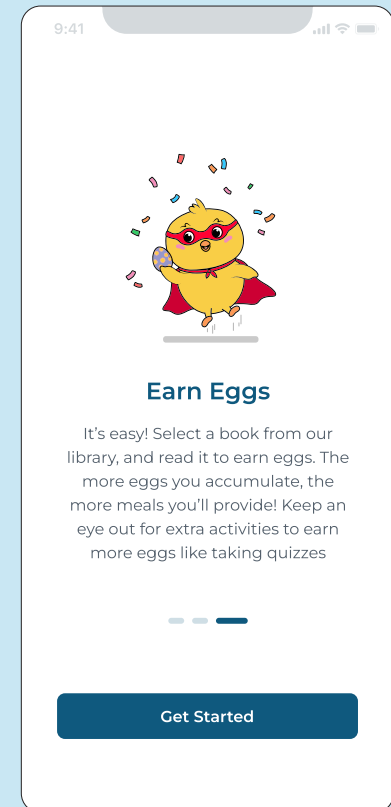 9:41
Earn Eggs
It’s easy! Select a book from our
library, and read it to earn eggs. The
more eggs you accumulate, the
more meals you’ll provide! Keep an
eye out for extra activities to earn
more eggs like taking quizzes
Get Started